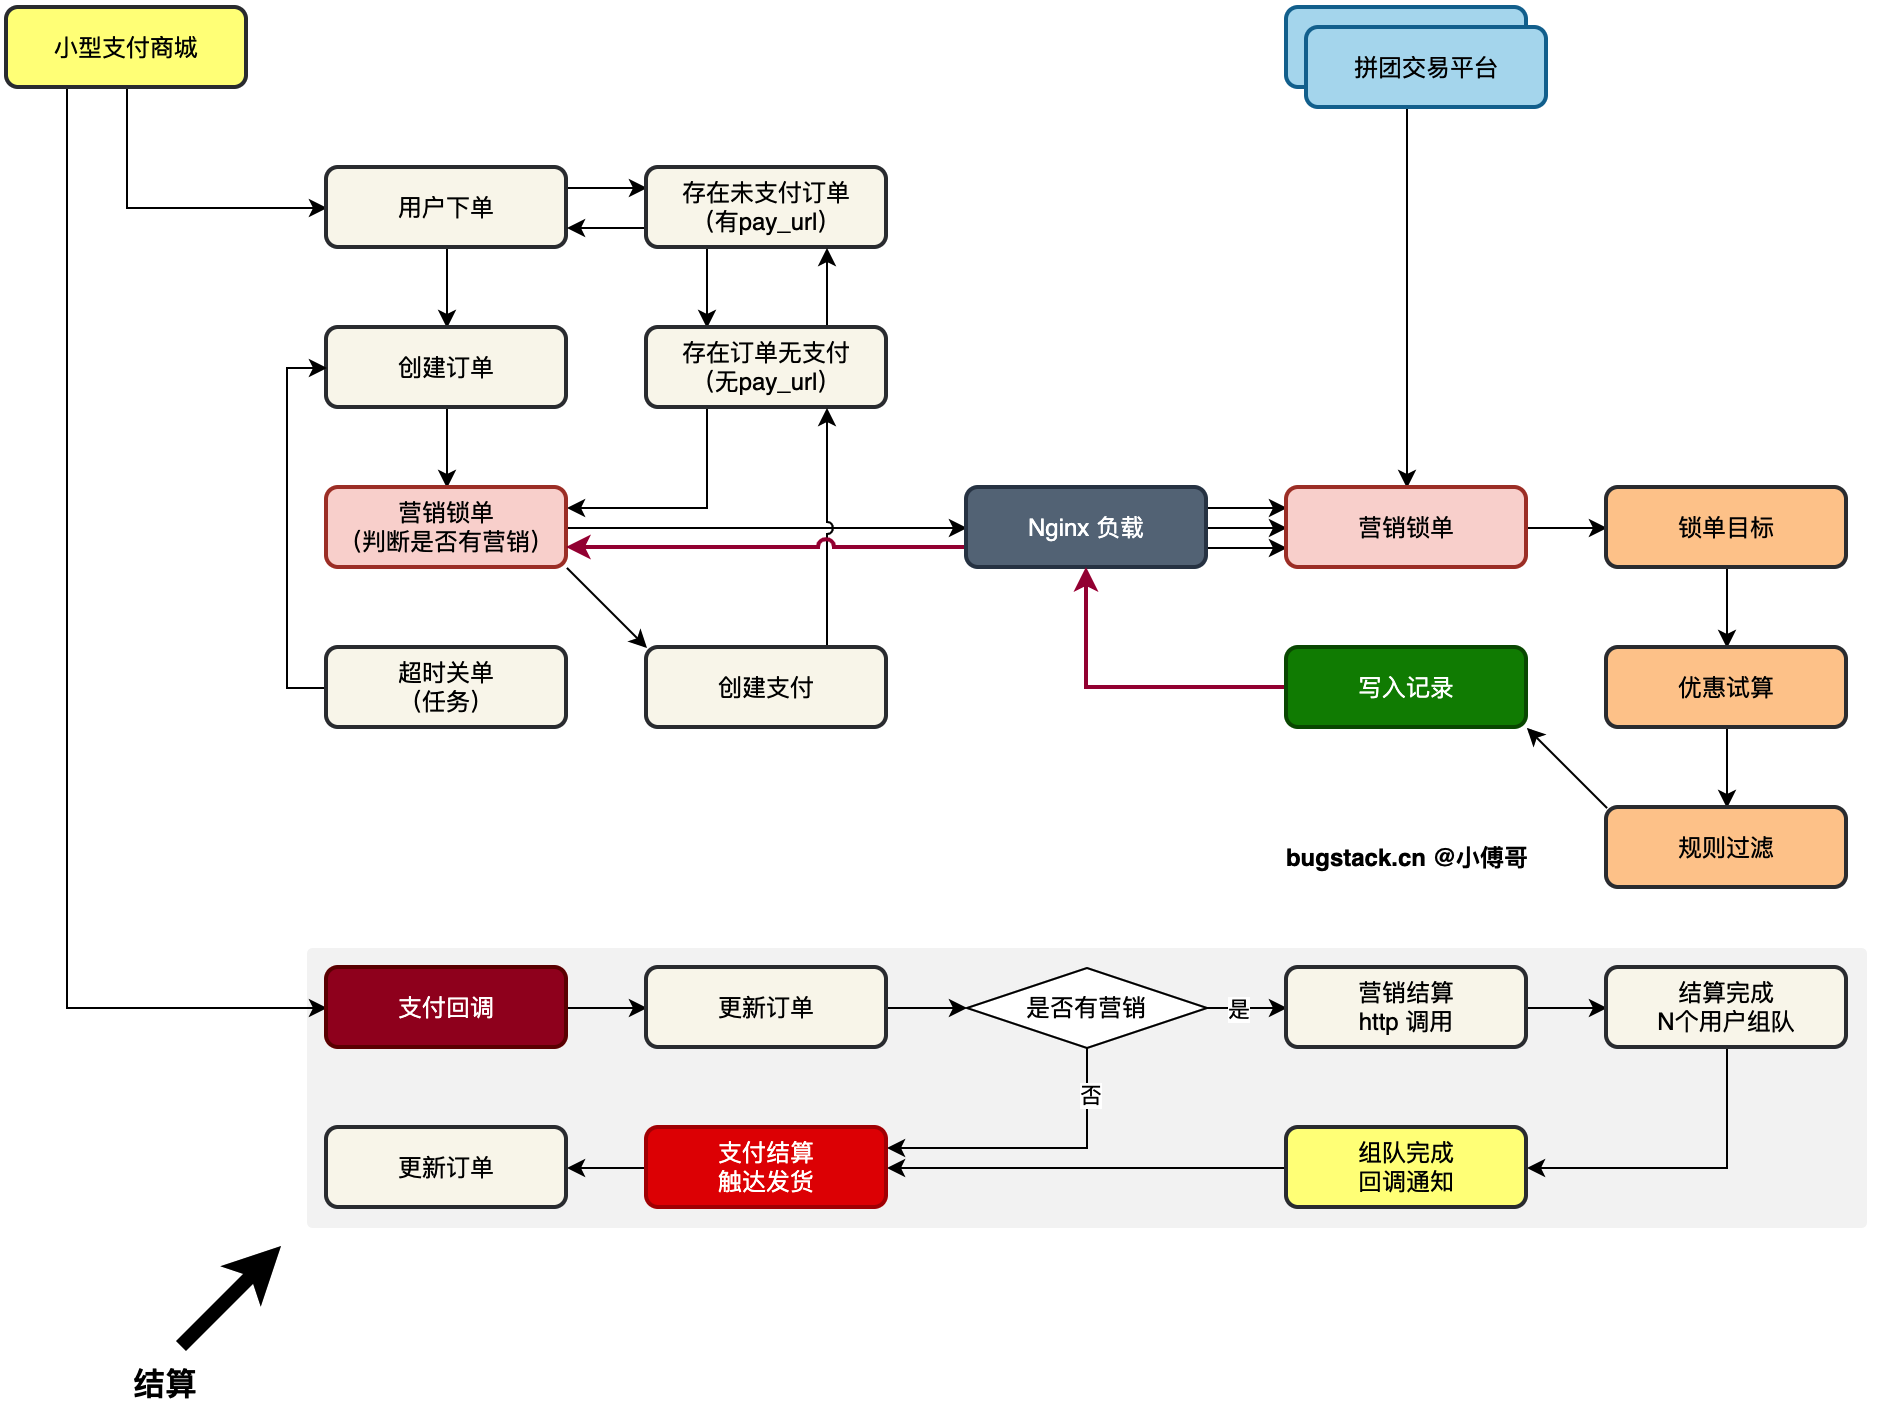 小型支付商城
拼团交易平台
用户下单
存在未支付订单
（有pay_url）
创建订单
存在订单无支付
（无pay_url）
营销锁单
（判断是否有营销）
Nginx 负载
营销锁单
锁单目标
超时关单
（任务）
创建支付
写入记录
优惠试算
bugstack.cn @小傅哥
规则过滤
支付回调
更新订单
是否有营销
是
营销结算
http 调用
结算完成
N个用户组队
否
更新订单
支付结算
触达发货
组队完成
回调通知
结算